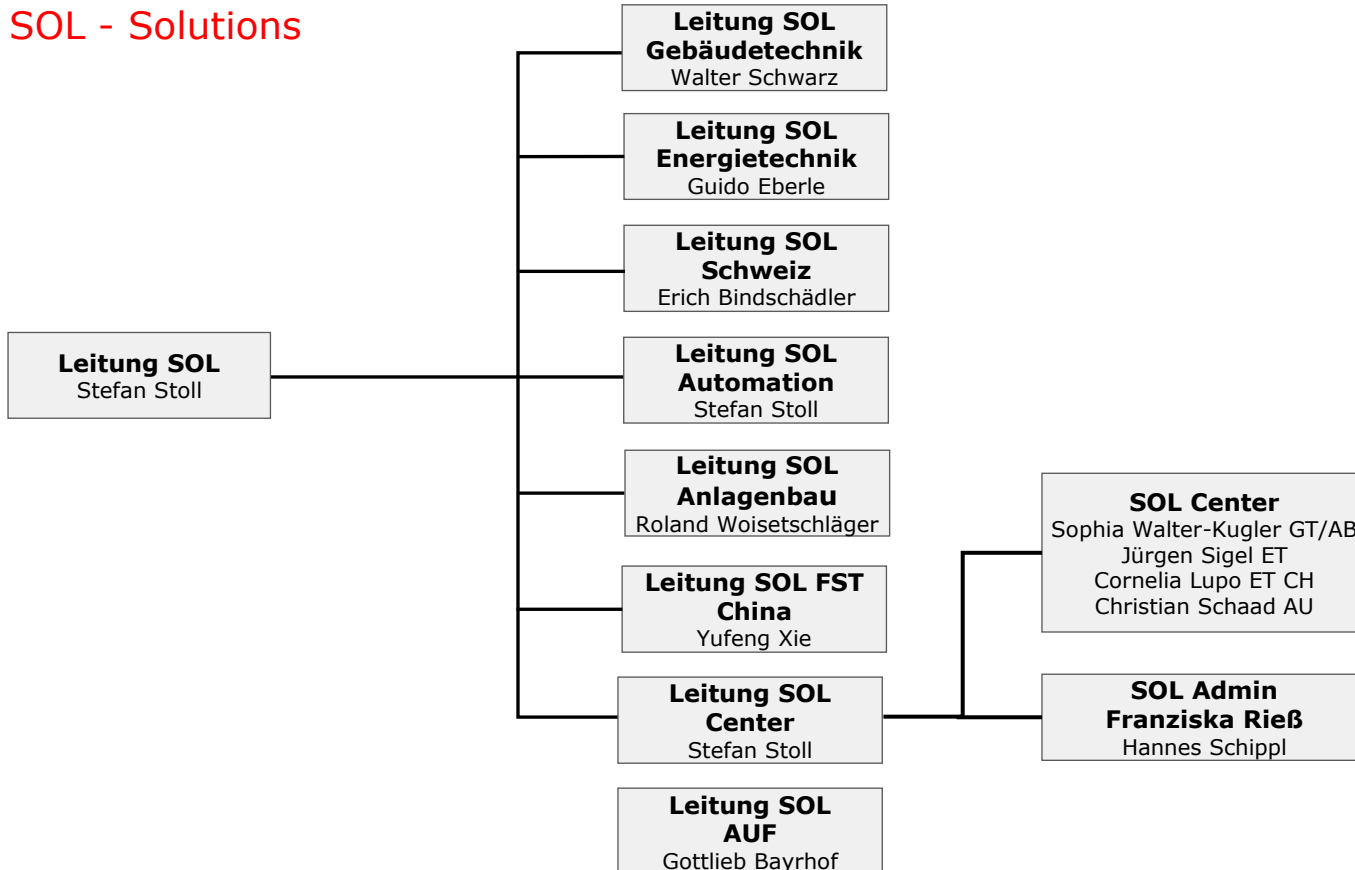 SOL - Solutions
Leitung SOL
Stefan Stoll
Leitung SOL
Gebäudetechnik
Walter Schwarz
Leitung SOL
Energietechnik
Guido Eberle
Leitung SOL
Schweiz
Erich Bindschädler
Leitung SOL
Automation
Stefan Stoll
Leitung SOL
Anlagenbau
Roland Woisetschläger
Leitung SOL FST
China
Yufeng Xie
Leitung SOL
Center
Stefan Stoll
Leitung SOL
AUF
Gottlieb Bayrhof
SOL Center
Sophia Walter-Kugler GT/AB
Jürgen Sigel ET
Cornelia Lupo ET CH
Christian Schaad AU
SOL Admin
Franziska Rieß
Hannes Schippl